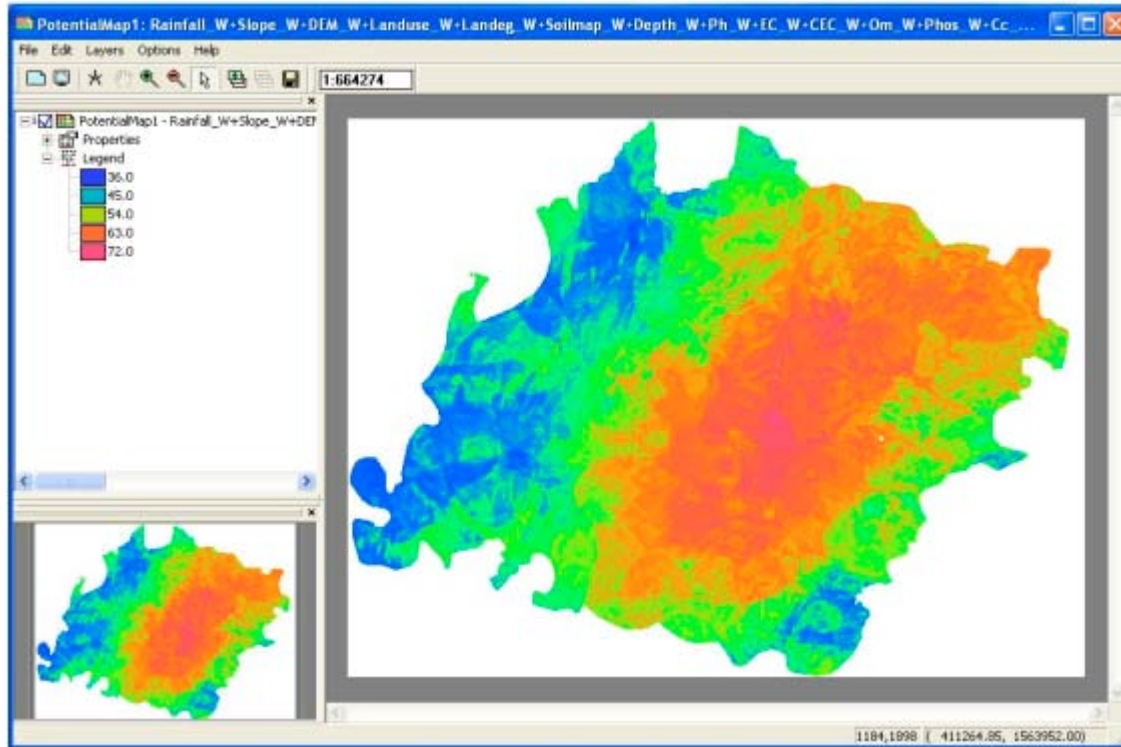 PotentialMap1: Rainfall_W+Slope_W+DEM_W+Landuse_W+Landeg_W+Soilmap_W+Depth_W+Ph_W+EC_W+CEC_W+Om_W+Phos_W+Cc_...
File Edit Layers Options Help
1:664274
PotentialMap1 - Rainfall_W+Slope_W+DEM
Properties
Legend
36.0
45.0
54.0
63.0
72.0
1184,1898 ( 411264.85, 1563952.00)